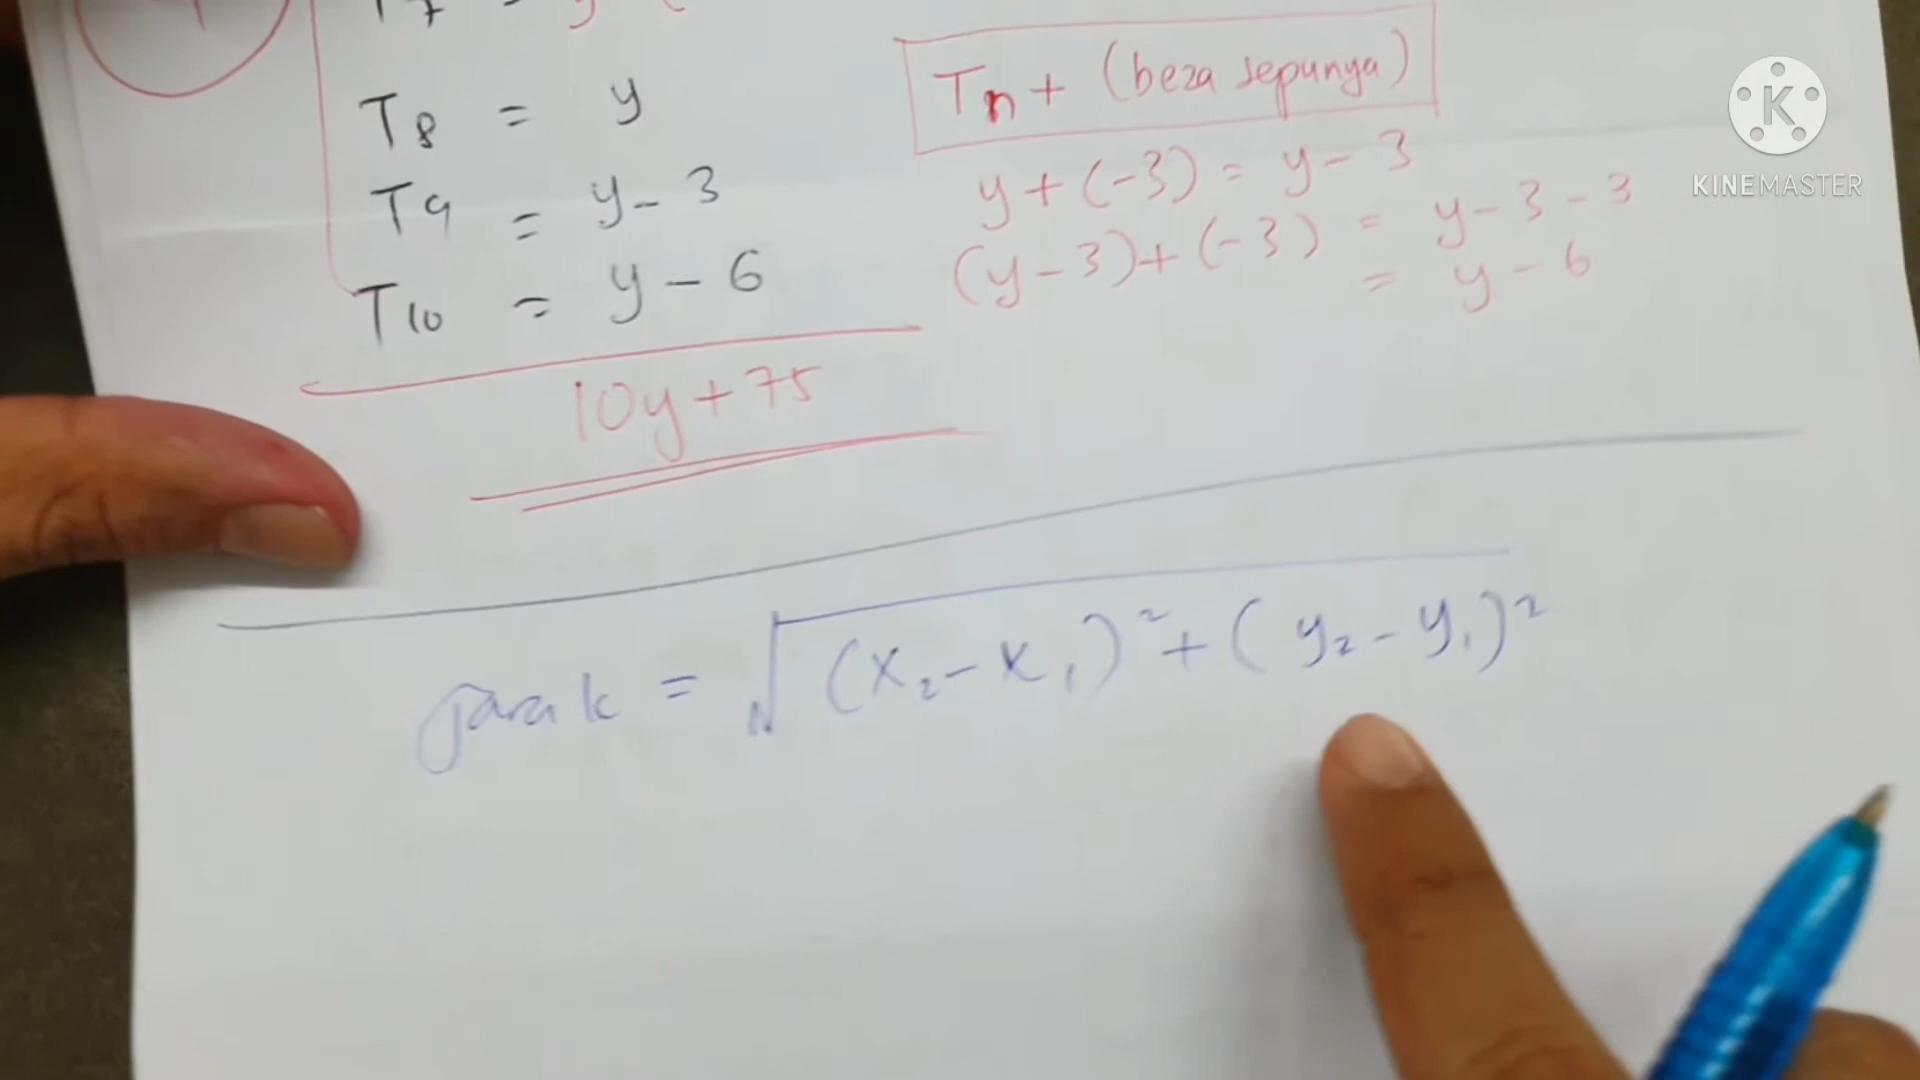 T7 = y
T8 = y
T9 = y - 3
T10 = y - 6
10y + 75
Tn + (beza sepunya)
y + (-3) = y - 3
(y - 3) + (-3) = y - 3 - 3
= y - 6
Jarak = √(x₂ - x₁)² + (y₂ - y₁)²
K
KINEMASTER